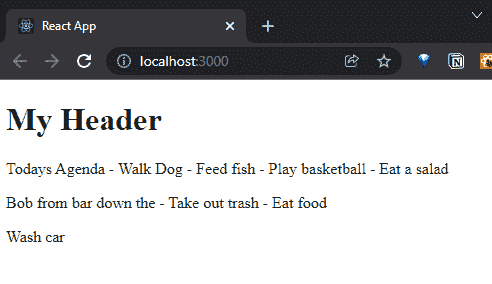 React App
localhost:3000
My Header
Todays Agenda - Walk Dog - Feed fish - Play basketball - Eat a salad
Bob from bar down the - Take out trash - Eat food
Wash car